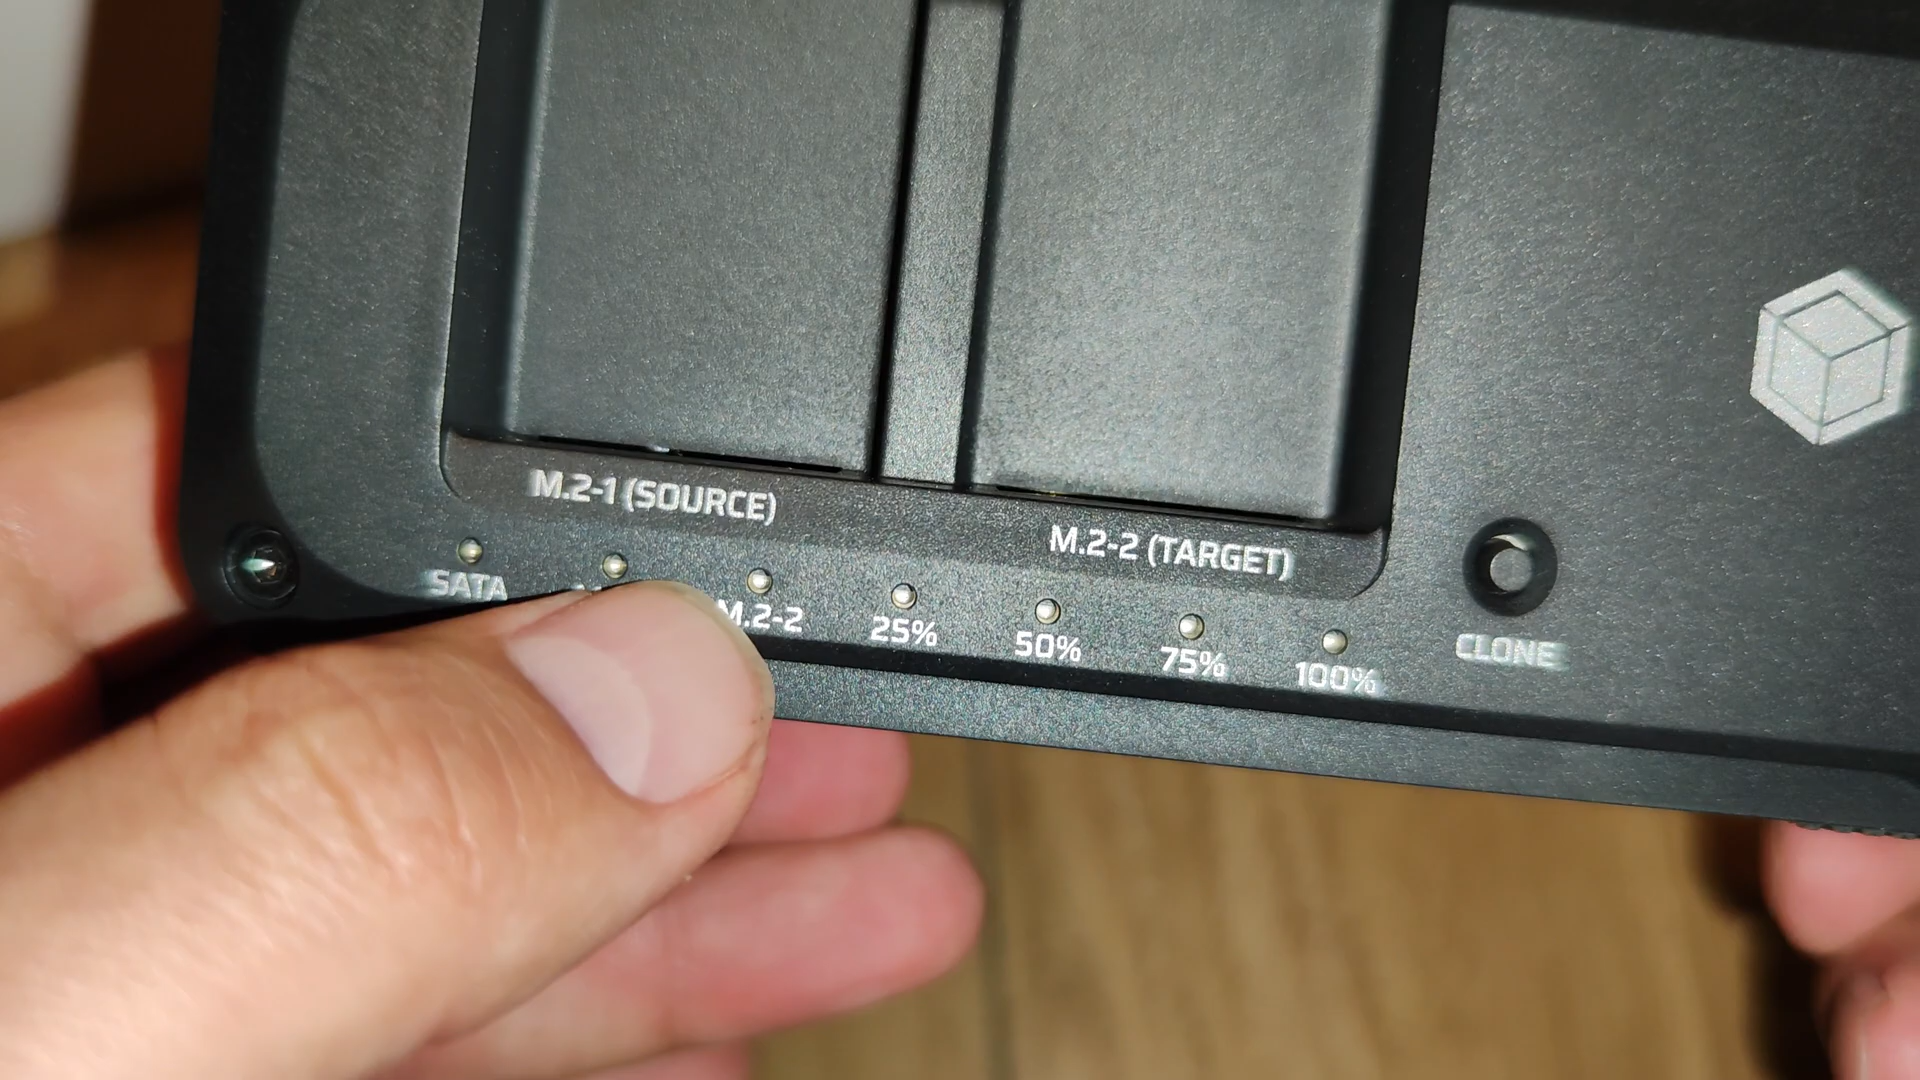 M.2-1 (SOURCE)
M.2-2 (TARGET)
SATA
M.2-2
25%
50%
75%
100%
CLONE